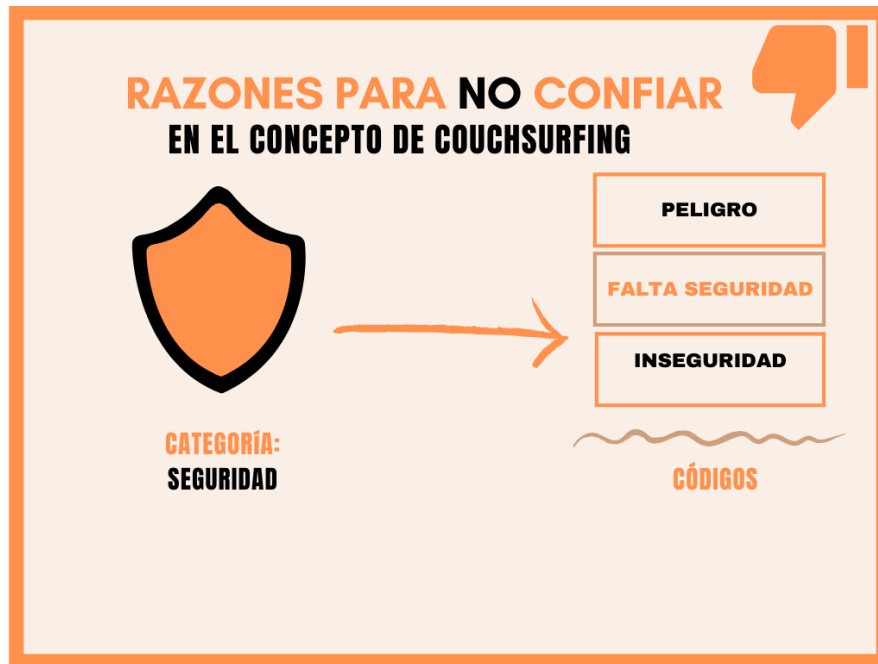 RAZONES PARA NO CONFIAR
EN EL CONCEPTO DE COUCHSURFING
PELIGRO
FALTA SEGURIDAD
INSEGURIDAD
CATEGORÍA:
SEGURIDAD
CÓDIGOS